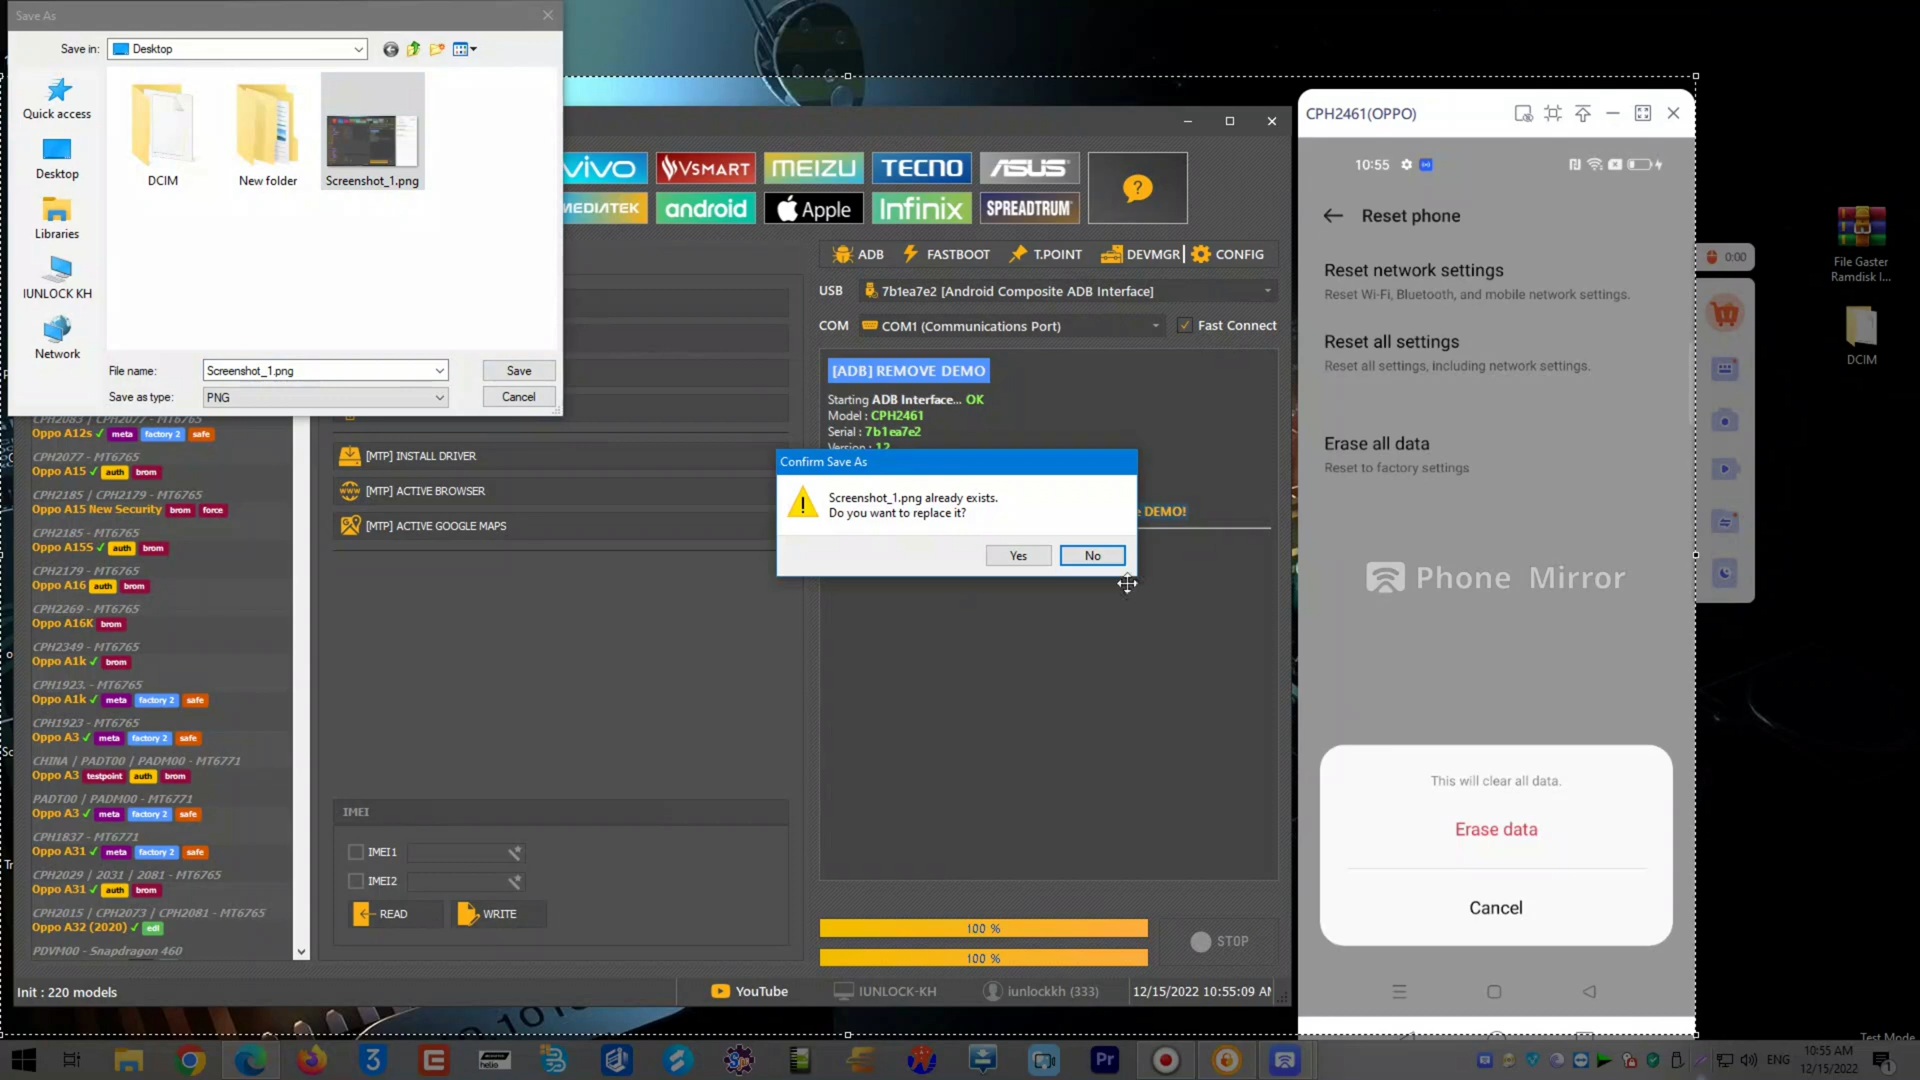 Save As
Save in:
Desktop
Quick access
Desktop
Libraries
IUNLOCK KH
Network
DCIM
New folder
Screenshot_1.png
File name:
Screenshot_1.png
Save
Save as type:
PNG
Cancel
vivo
VSMART
MEIZU
TECNO
ASUS
MEDIATEK
android
Apple
Infinix
SPREADTRUM
?
ADB
FASTBOOT
T.POINT
DEVMGR
CONFIG
USB
7b1ea7e2 [Android Composite ADB Interface]
COM
COM1 (Communications Port)
Fast Connect
[ADB] REMOVE DEMO
Starting ADB Interface... OK
Model : CPH2461
Serial : 7b1ea7e2
Version : 12
DEMO!
Confirm Save As
Screenshot_1.png already exists.
Do you want to replace it?
Yes
No
CPH2083 / CPH2077 - MT6765
Oppo A12s ✓ meta factory 2 safe
CPH2077 - MT6765
Oppo A15 ✓ auth brom
CPH2185 / CPH2179 - MT6765
Oppo A15 New Security brom force
CPH2185 - MT6765
Oppo A15S ✓ auth brom
CPH2179 - MT6765
Oppo A16 auth brom
CPH2269 - MT6765
Oppo A16K brom
CPH2349 - MT6765
Oppo A1k ✓ brom
CPH1923. - MT6765
Oppo A1k ✓ meta factory 2 safe
CPH1923 - MT6765
Oppo A3 ✓ meta factory 2 safe
CHINA / PADT00 / PADM00 - MT6771
Oppo A3 testpoint auth brom
PADT00 / PADM00 - MT6771
Oppo A3 ✓ meta factory 2 safe
CPH1837 - MT6771
Oppo A31 ✓ meta factory 2 safe
CPH2029 / 2031 / 2081 - MT6765
Oppo A31 ✓ auth brom
CPH2015 / CPH2073 / CPH2081 - MT6765
Oppo A32 (2020) ✓ edl
PDVM00 - Snapdragon 460
[MTP] INSTALL DRIVER
[MTP] ACTIVE BROWSER
[MTP] ACTIVE GOOGLE MAPS
IMEI
IMEI1
IMEI2
READ
WRITE
100 %
100 %
STOP
Init : 220 models
YouTube
IUNLOCK-KH
iunlockkh (333)
12/15/2022 10:55:09 AM
CPH2461(OPPO)
10:55
Reset phone
Reset network settings
Reset Wi-Fi, Bluetooth, and mobile network settings.
Reset all settings
Reset all settings, including network settings.
Erase all data
Reset to factory settings
Phone Mirror
This will clear all data.
Erase data
Cancel
0:00
File Gaster
Ramdisk I...
DCIM
Test Mode
ENG
10:55 AM
12/15/2022